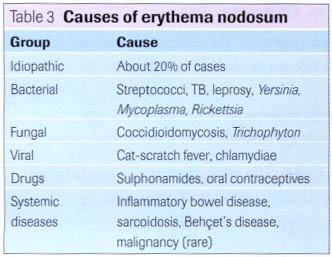 Table 3 Causes of erythema nodosum
Group Cause
Idiopathic About 20% of cases
Bacterial Streptococci, TB, leprosy, Yersinia,
Mycoplasma, Rickettsia
Fungal Coccidioidomycosis, Trichophyton
Viral Cat-scratch fever, chlamydiae
Drugs Sulphonamides, oral contraceptives
Systemic Inflammatory bowel disease,
diseases sarcoidosis, Behçet's disease,
malignancy (rare)